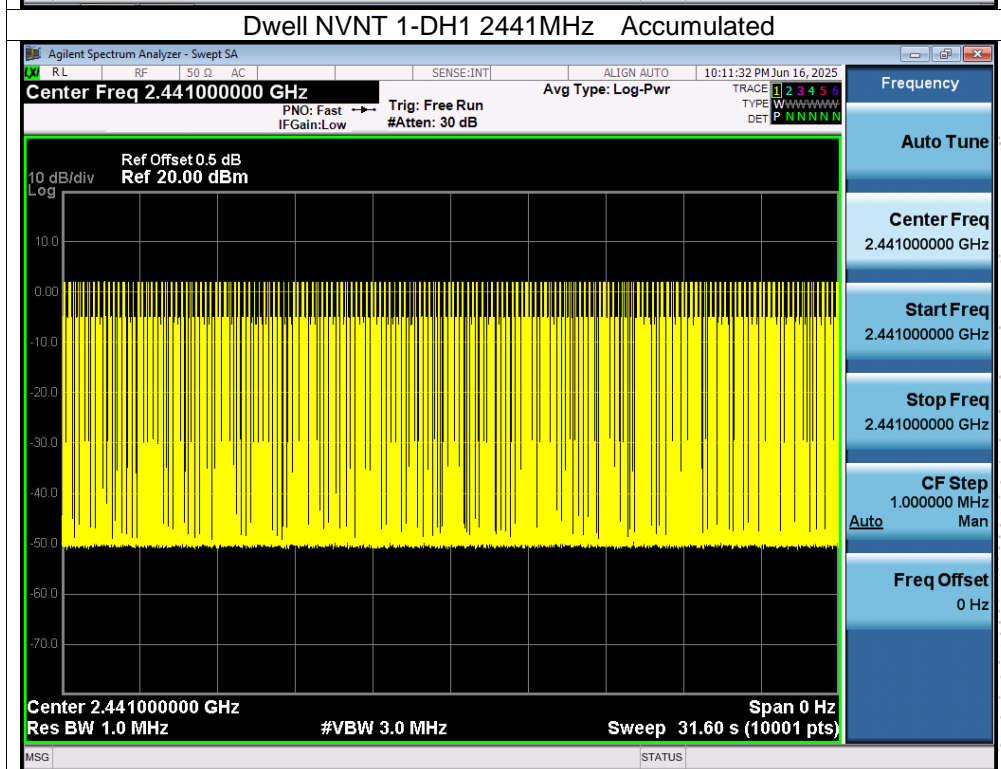 Dwell NVNT 1-DH1 2441MHz Accumulated
Agilent Spectrum Analyzer - Swept SA
LXI RL RF 50 Ω AC SENSE:INT ALIGN AUTO 10:11:32 PM Jun 16, 2025
Center Freq 2.441000000 GHz
PNO: Fast
IFGain:Low
Trig: Free Run
#Atten: 30 dB
Avg Type: Log-Pwr
TRACE 1 2 3 4 5 6
TYPE WWWWWW
DET P N N N N N
Frequency
Auto Tune
Center Freq
2.441000000 GHz
Start Freq
2.441000000 GHz
Stop Freq
2.441000000 GHz
CF Step
1.000000 MHz
Auto Man
Freq Offset
0 Hz
Ref Offset 0.5 dB
10 dB/div Ref 20.00 dBm
Log
10.0
0.00
-10.0
-20.0
-30.0
-40.0
-50.0
-60.0
-70.0
Center 2.441000000 GHz Span 0 Hz
Res BW 1.0 MHz #VBW 3.0 MHz Sweep 31.60 s (10001 pts)
MSG STATUS